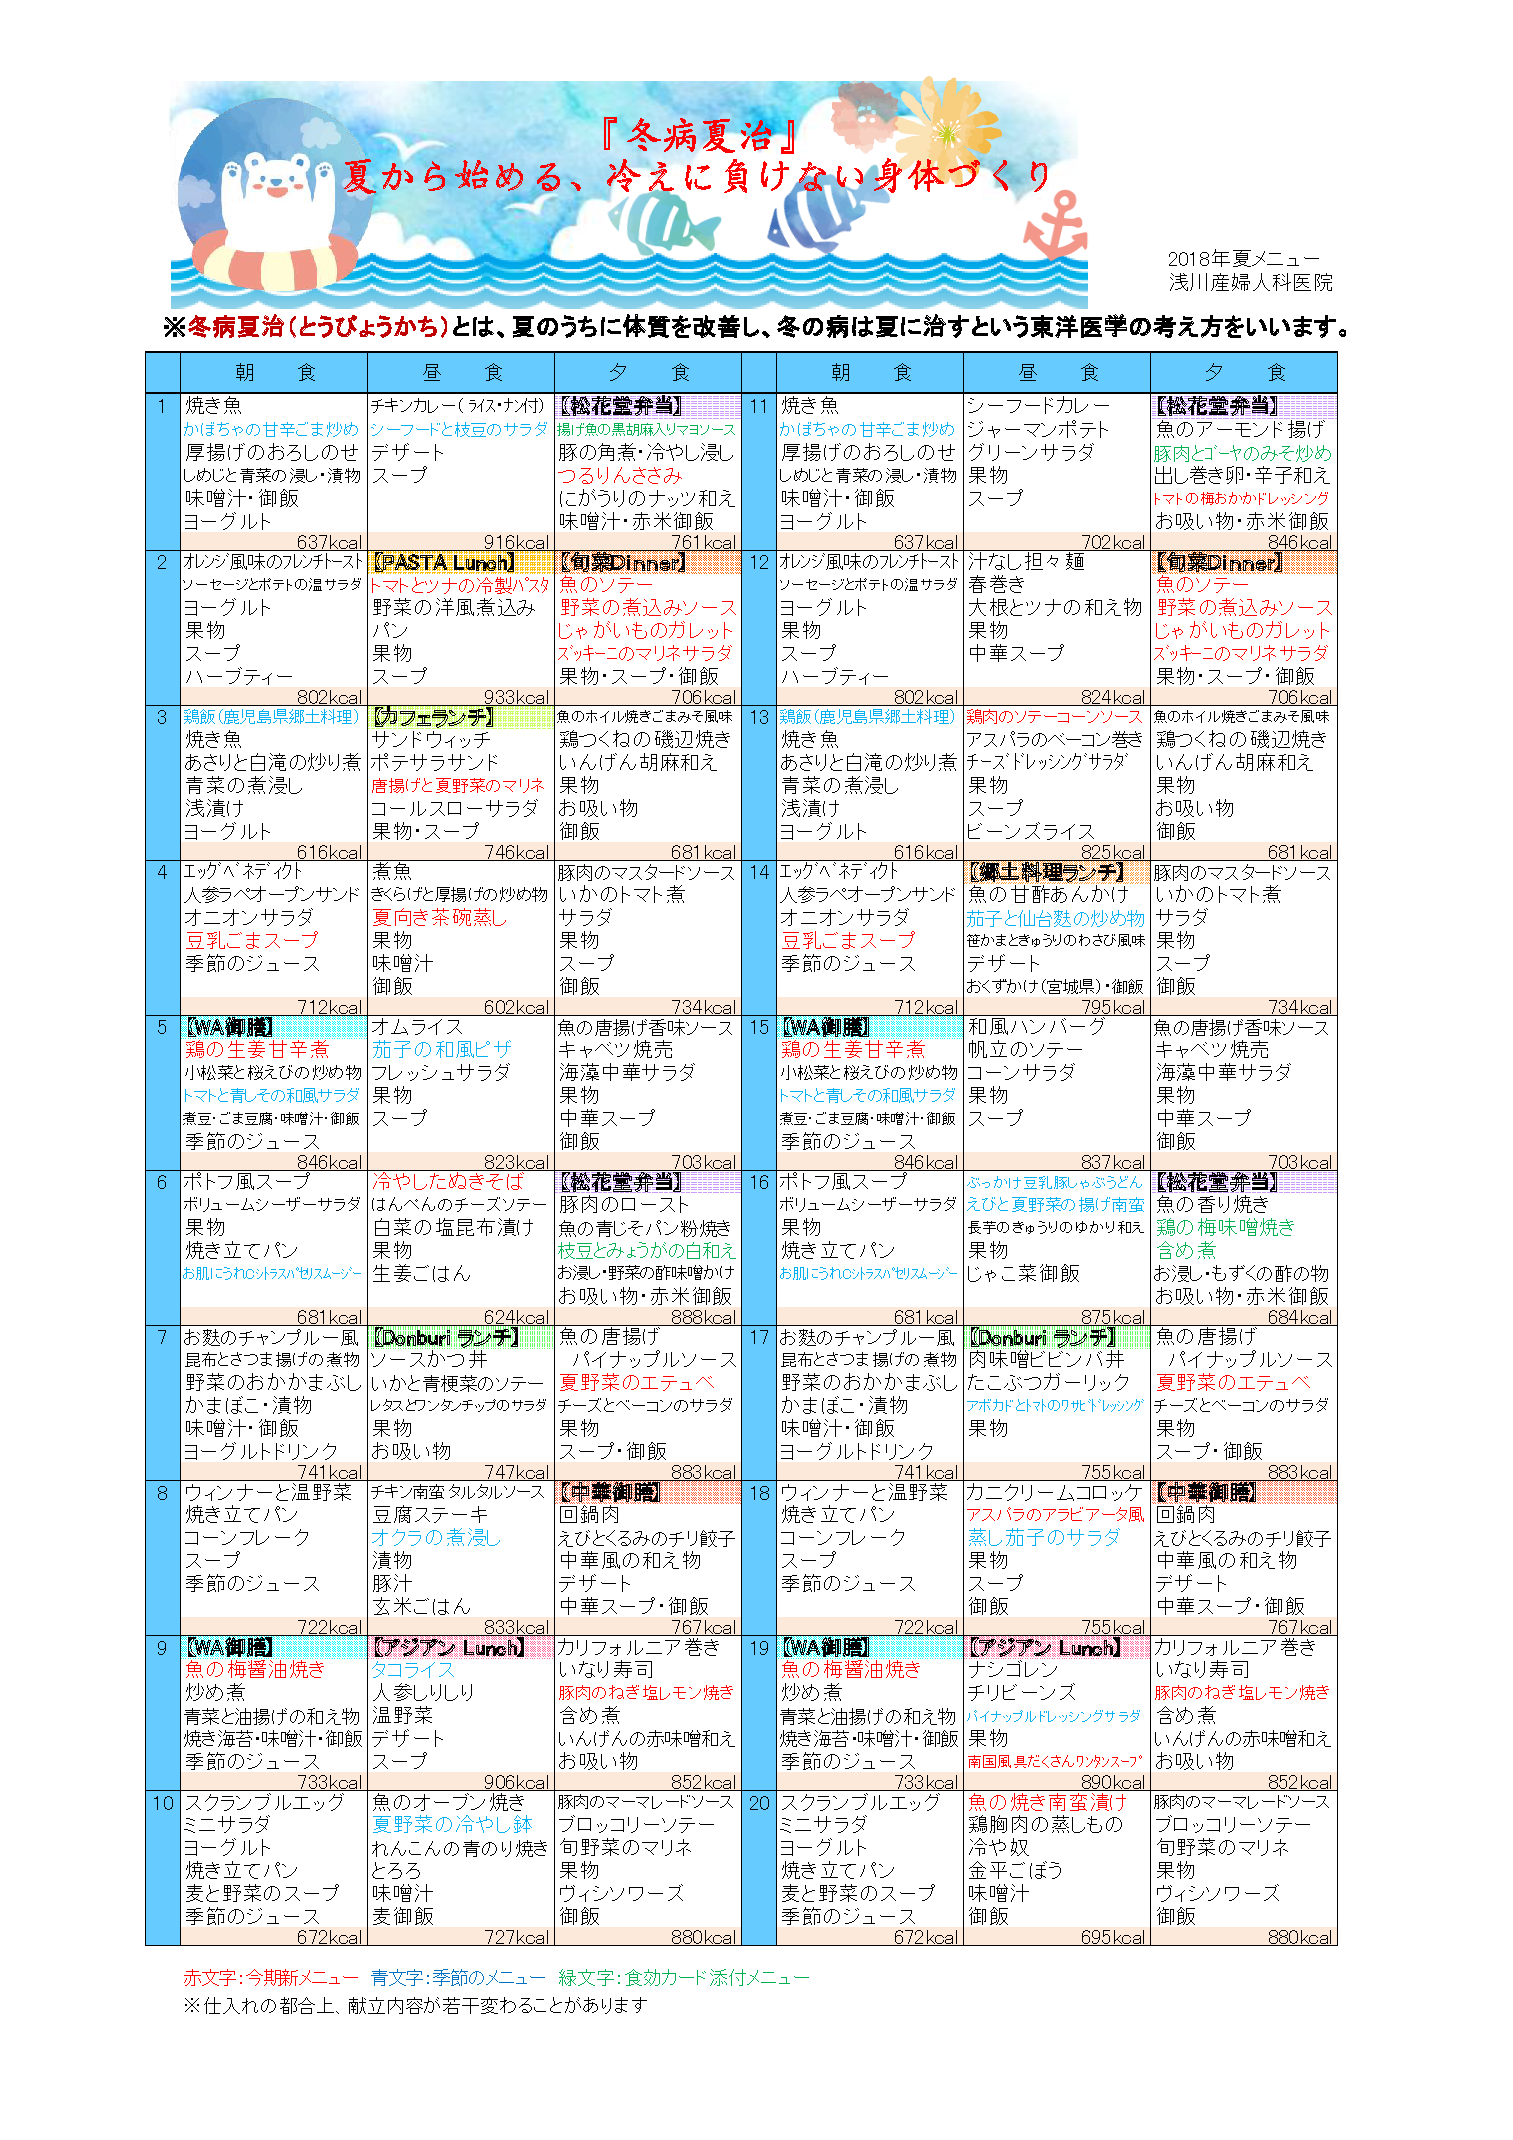 『冬病夏治』
夏から始める、冷えに負けない身体づくり
2018年夏メニュー
浅川産婦人科医院
※冬病夏治（とうびょうかち）とは、夏のうちに体質を改善し、冬の病は夏に治すという東洋医学の考え方をいいます。
朝　食 昼　食 夕　食 朝　食 昼　食 夕　食
1 焼き魚 チキンカレー（ライス・ナン付） 【松花堂弁当】 11 焼き魚 シーフードカレー 【松花堂弁当】
かぼちゃの甘辛ごま炒め シーフードと枝豆のサラダ 揚げ魚の黒胡麻入りマヨソース かぼちゃの甘辛ごま炒め ジャーマンポテト 魚のアーモンド揚げ
厚揚げのおろしのせ デザート 豚の角煮・冷やし浸し 厚揚げのおろしのせ グリーンサラダ 豚肉とゴーヤのみそ炒め
しめじと青菜の浸し・漬物 スープ つるりんささみ しめじと青菜の浸し・漬物 果物 出し巻き卵・辛子和え
味噌汁・御飯 にがうりのナッツ和え 味噌汁・御飯 スープ トマトの梅おかかドレッシング
ヨーグルト 味噌汁・赤米御飯 ヨーグルト お吸い物・赤米御飯
637kcal 916kcal 761kcal 637kcal 702kcal 846kcal
2 オレンジ風味のフレンチトースト 【PASTA Lunch】 【旬菜Dinner】 12 オレンジ風味のフレンチトースト 汁なし担々麺 【旬菜Dinner】
ソーセージとポテトの温サラダ トマトとツナの冷製パスタ 魚のソテー ソーセージとポテトの温サラダ 春巻き 魚のソテー
ヨーグルト 野菜の洋風煮込み 野菜の煮込みソース ヨーグルト 大根とツナの和え物 野菜の煮込みソース
果物 パン じゃがいものガレット 果物 果物 じゃがいものガレット
スープ 果物 ズッキーニのマリネサラダ スープ 中華スープ ズッキーニのマリネサラダ
ハーブティー スープ 果物・スープ・御飯 ハーブティー 果物・スープ・御飯
802kcal 933kcal 706kcal 802kcal 824kcal 706kcal
3 鶏飯（鹿児島県郷土料理） 【カフェランチ】 魚のホイル焼きごまみそ風味 13 鶏飯（鹿児島県郷土料理） 鶏肉のソテーコーンソース 魚のホイル焼きごまみそ風味
焼き魚 サンドウィッチ 鶏つくねの磯辺焼き 焼き魚 アスパラのベーコン巻き 鶏つくねの磯辺焼き
あさりと白滝の炒り煮 ポテサラサンド いんげん胡麻和え あさりと白滝の炒り煮 チーズドレッシングサラダ いんげん胡麻和え
青菜の煮浸し 唐揚げと夏野菜のマリネ 果物 青菜の煮浸し 果物 果物
浅漬け コールスローサラダ お吸い物 浅漬け スープ お吸い物
ヨーグルト 果物・スープ 御飯 ヨーグルト ビーンズライス 御飯
616kcal 746kcal 681kcal 616kcal 825kcal 681kcal
4 エッグベネディクト 煮魚 豚肉のマスタードソース 14 エッグベネディクト 【郷土料理ランチ】 豚肉のマスタードソース
人参ラペオープンサンド きくらげと厚揚げの炒め物 いかのトマト煮 人参ラペオープンサンド 魚の甘酢あんかけ いかのトマト煮
オニオンサラダ 夏向き茶碗蒸し サラダ オニオンサラダ 茄子と仙台麩の炒め物 サラダ
豆乳ごまスープ 果物 果物 豆乳ごまスープ 笹かまときゅうりのわさび風味 果物
季節のジュース 味噌汁 スープ 季節のジュース デザート スープ
御飯 御飯 おくずかけ（宮城県）・御飯 御飯
712kcal 602kcal 734kcal 712kcal 795kcal 734kcal
5 【WA御膳】 オムライス 魚の唐揚げ香味ソース 15 【WA御膳】 和風ハンバーグ 魚の唐揚げ香味ソース
鶏の生姜甘辛煮 茄子の和風ピザ キャベツ焼売 鶏の生姜甘辛煮 帆立のソテー キャベツ焼売
小松菜と桜えびの炒め物 フレッシュサラダ 海藻中華サラダ 小松菜と桜えびの炒め物 コーンサラダ 海藻中華サラダ
トマトと青しその和風サラダ 果物 果物 トマトと青しその和風サラダ 果物 果物
煮豆・ごま豆腐・味噌汁・御飯 スープ 中華スープ 煮豆・ごま豆腐・味噌汁・御飯 スープ 中華スープ
季節のジュース 御飯 季節のジュース 御飯
846kcal 823kcal 703kcal 846kcal 837kcal 703kcal
6 ポトフ風スープ 冷やしたぬきそば 【松花堂弁当】 16 ポトフ風スープ ぶっかけ豆乳豚しゃぶうどん 【松花堂弁当】
ボリュームシーザーサラダ はんぺんのチーズソテー 豚肉のロースト ボリュームシーザーサラダ えびと夏野菜の揚げ南蛮 魚の香り焼き
果物 白菜の塩昆布漬け 魚の青じそパン粉焼き 果物 長芋のきゅうりのゆかり和え 鶏の梅味噌焼き
焼き立てパン 果物 枝豆とみょうがの白和え 焼き立てパン 果物 含め煮
お肌にうれCシトラスパセリスムージー 生姜ごはん お浸し・野菜の酢味噌かけ お肌にうれCシトラスパセリスムージー じゃこ菜御飯 お浸し・もずくの酢の物
お吸い物・赤米御飯 お吸い物・赤米御飯
681kcal 624kcal 888kcal 681kcal 875kcal 684kcal
7 お麩のチャンプルー風 【Donburi ランチ】 魚の唐揚げ 17 お麩のチャンプルー風 【Donburi ランチ】 魚の唐揚げ
昆布とさつま揚げの煮物 ソースかつ丼 パイナップルソース 昆布とさつま揚げの煮物 肉味噌ビビンバ丼 パイナップルソース
野菜のおかかまぶし いかと青梗菜のソテー 夏野菜のエテュベ 野菜のおかかまぶし たこぶつガーリック 夏野菜のエテュベ
かまぼこ・漬物 レタスとワンタンチップのサラダ チーズとベーコンのサラダ かまぼこ・漬物 アボカドとトマトのワサビドレッシング チーズとベーコンのサラダ
味噌汁・御飯 果物 果物 味噌汁・御飯 果物 果物
ヨーグルトドリンク お吸い物 スープ・御飯 ヨーグルトドリンク スープ・御飯
741kcal 747kcal 883kcal 741kcal 755kcal 883kcal
8 ウィンナーと温野菜 チキン南蛮タルタルソース 【中華御膳】 18 ウィンナーと温野菜 カニクリームコロッケ 【中華御膳】
焼き立てパン 豆腐ステーキ 回鍋肉 焼き立てパン アスパラのアラビアータ風 回鍋肉
コーンフレーク オクラの煮浸し えびとくるみのチリ餃子 コーンフレーク 蒸し茄子のサラダ えびとくるみのチリ餃子
スープ 漬物 中華風の和え物 スープ 果物 中華風の和え物
季節のジュース 豚汁 デザート 季節のジュース スープ デザート
玄米ごはん 中華スープ・御飯 御飯 中華スープ・御飯
722kcal 833kcal 767kcal 722kcal 755kcal 767kcal
9 【WA御膳】 【アジアン Lunch】 カリフォルニア巻き 19 【WA御膳】 【アジアン Lunch】 カリフォルニア巻き
魚の梅醤油焼き タコライス いなり寿司 魚の梅醤油焼き ナシゴレン いなり寿司
炒め煮 人参しりしり 豚肉のねぎ塩レモン焼き 炒め煮 チリビーンズ 豚肉のねぎ塩レモン焼き
青菜と油揚げの和え物 温野菜 含め煮 青菜と油揚げの和え物 パイナップルドレッシングサラダ 含め煮
焼き海苔・味噌汁・御飯 デザート いんげんの赤味噌和え 焼き海苔・味噌汁・御飯 果物 いんげんの赤味噌和え
季節のジュース スープ お吸い物 季節のジュース 南国風具だくさんワンタンスープ お吸い物
733kcal 906kcal 852kcal 733kcal 890kcal 852kcal
10 スクランブルエッグ 魚のオーブン焼き 豚肉のマーマレードソース 20 スクランブルエッグ 魚の焼き南蛮漬け 豚肉のマーマレードソース
ミニサラダ 夏野菜の冷やし鉢 ブロッコリーソテー ミニサラダ 鶏胸肉の蒸しもの ブロッコリーソテー
ヨーグルト れんこんの青のり焼き 旬野菜のマリネ ヨーグルト 冷や奴 旬野菜のマリネ
焼き立てパン とろろ 果物 焼き立てパン 金平ごぼう 果物
麦と野菜のスープ 味噌汁 ヴィシソワーズ 麦と野菜のスープ 味噌汁 ヴィシソワーズ
季節のジュース 麦御飯 御飯 季節のジュース 御飯 御飯
672kcal 727kcal 880kcal 672kcal 695kcal 880kcal
赤文字：今期新メニュー　青文字：季節のメニュー　緑文字：食効カード添付メニュー
※仕入れの都合上、献立内容が若干変わることがあります